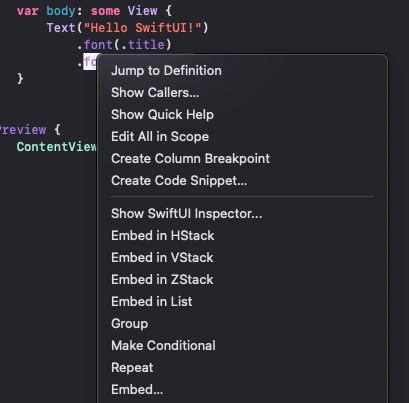 var body: some View {
Text("Hello SwiftUI!")
.font(.title)
.fo
}
Preview {
ContentView
Jump to Definition
Show Callers...
Show Quick Help
Edit All in Scope
Create Column Breakpoint
Create Code Snippet...
Show SwiftUI Inspector...
Embed in HStack
Embed in VStack
Embed in ZStack
Embed in List
Group
Make Conditional
Repeat
Embed...